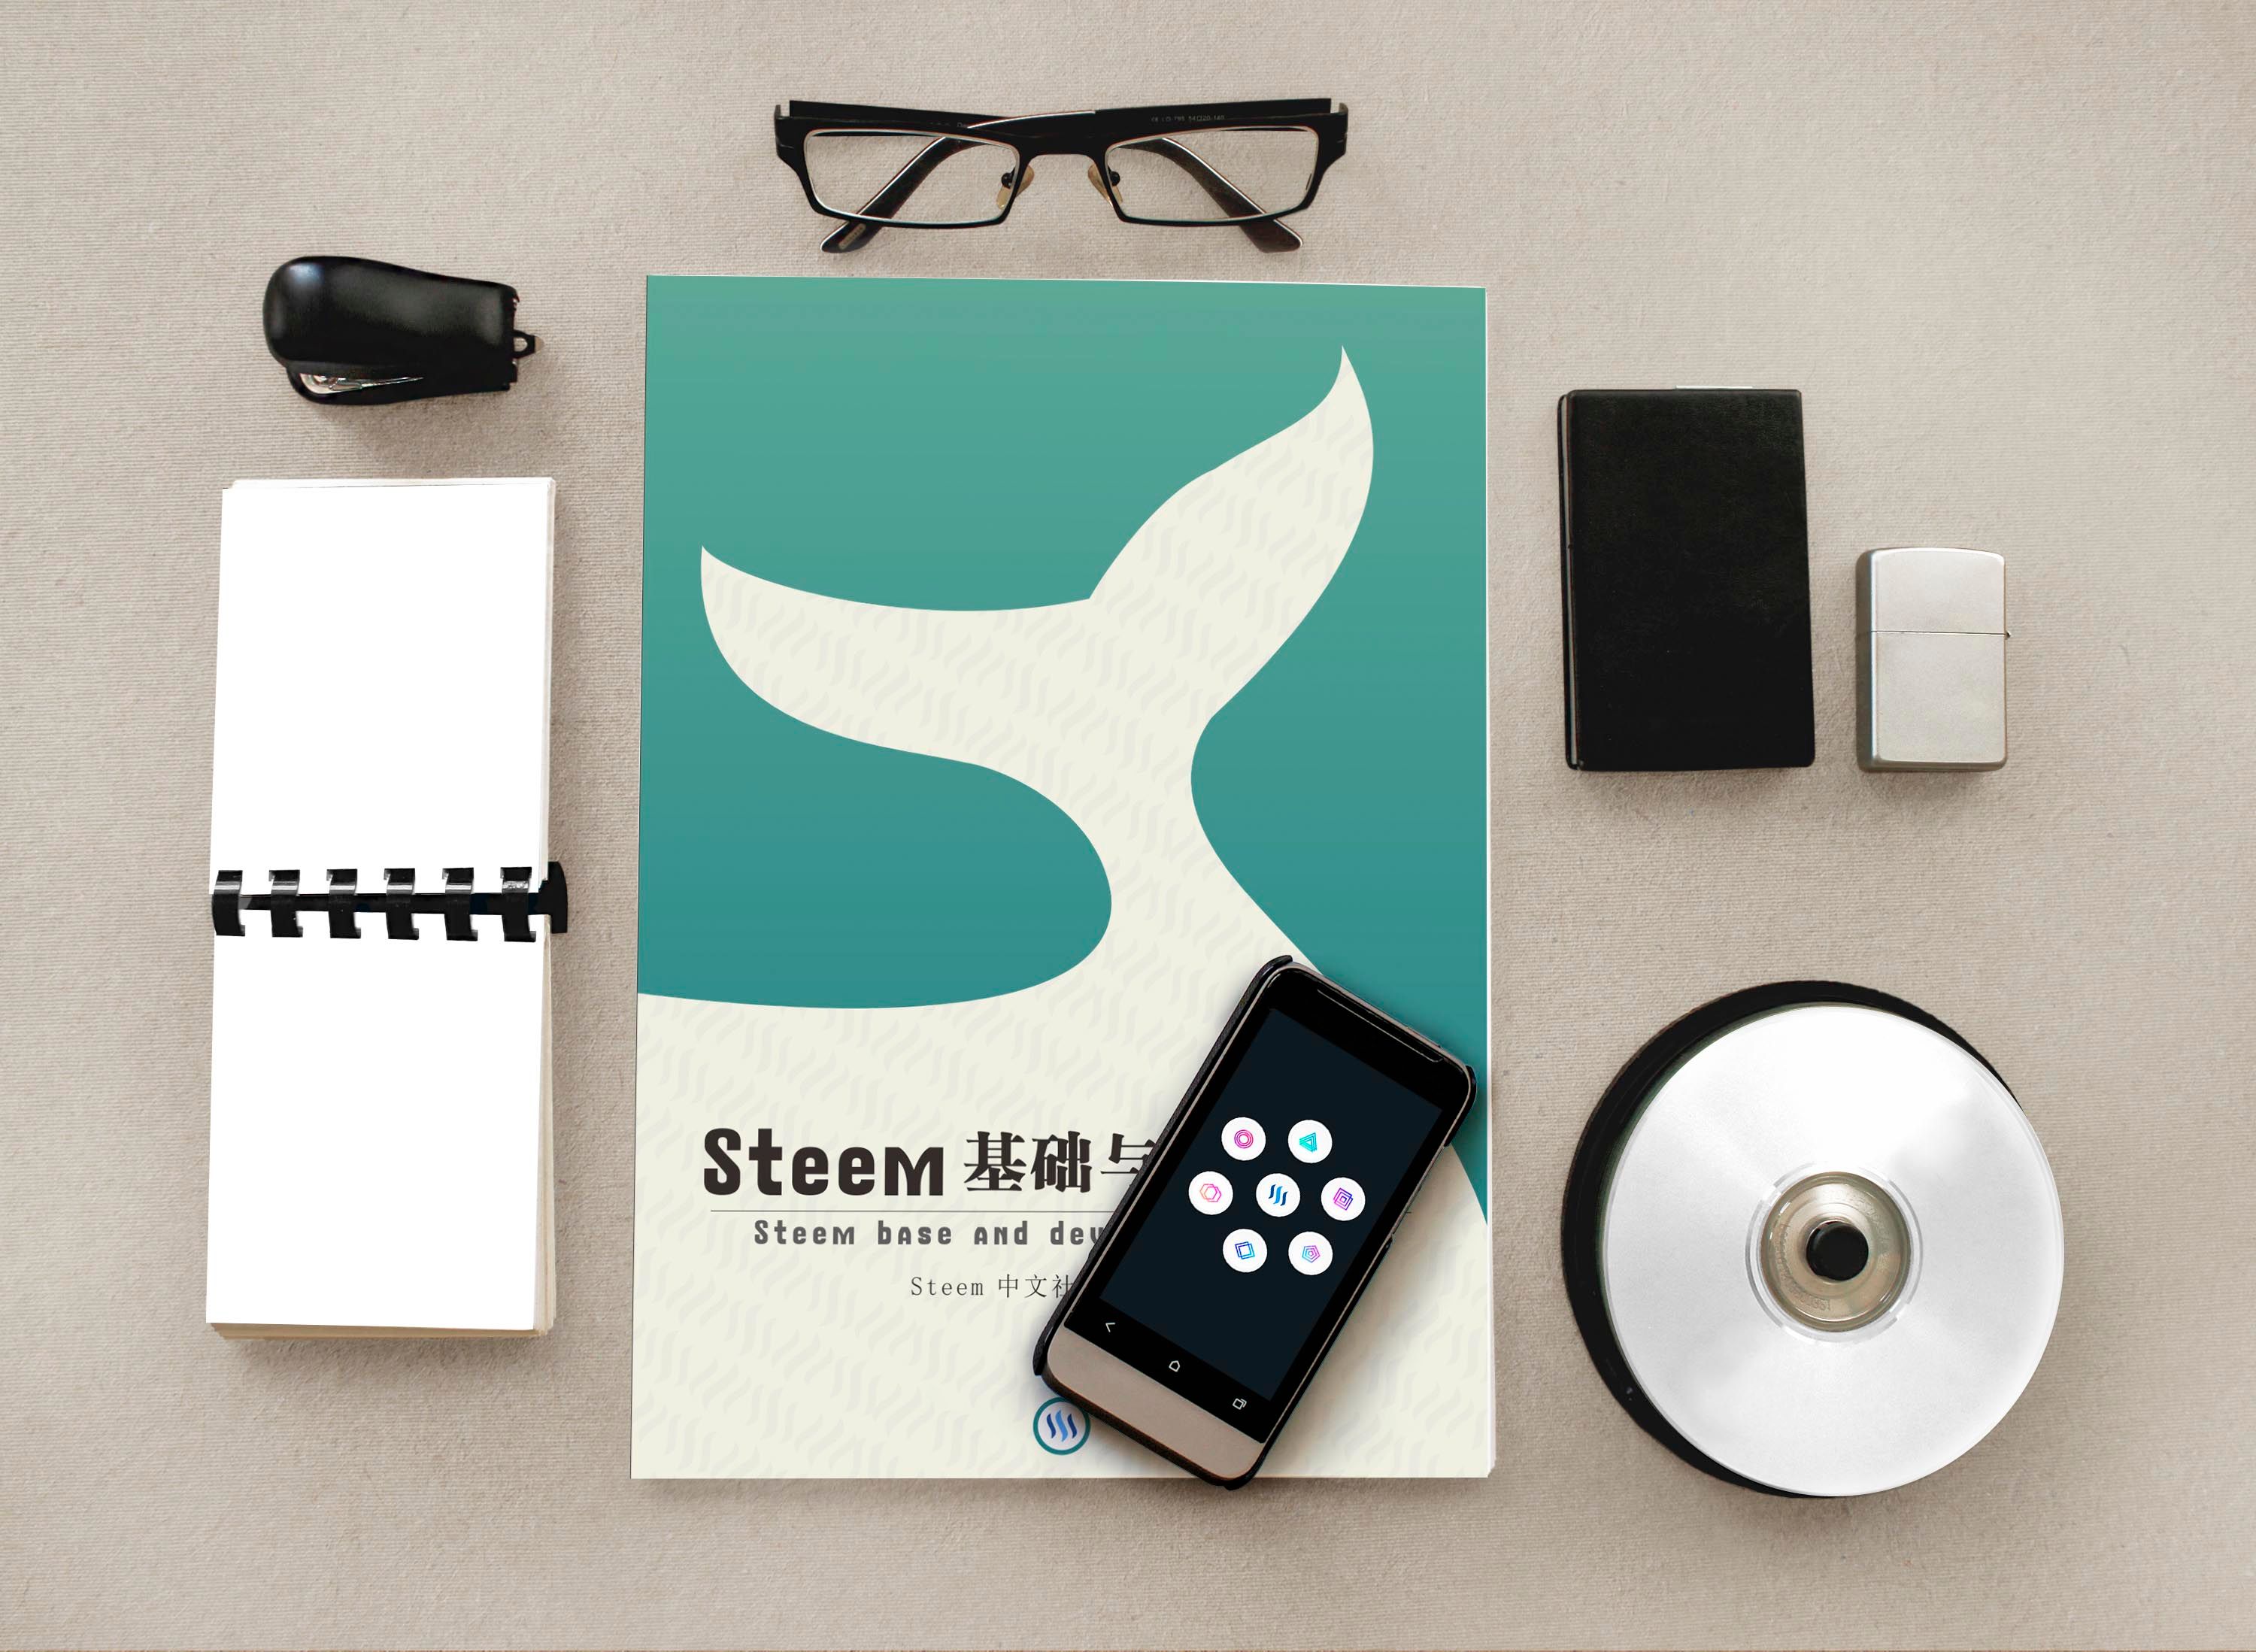 Steem 基础与
Steem base and dev
Steem 中文社